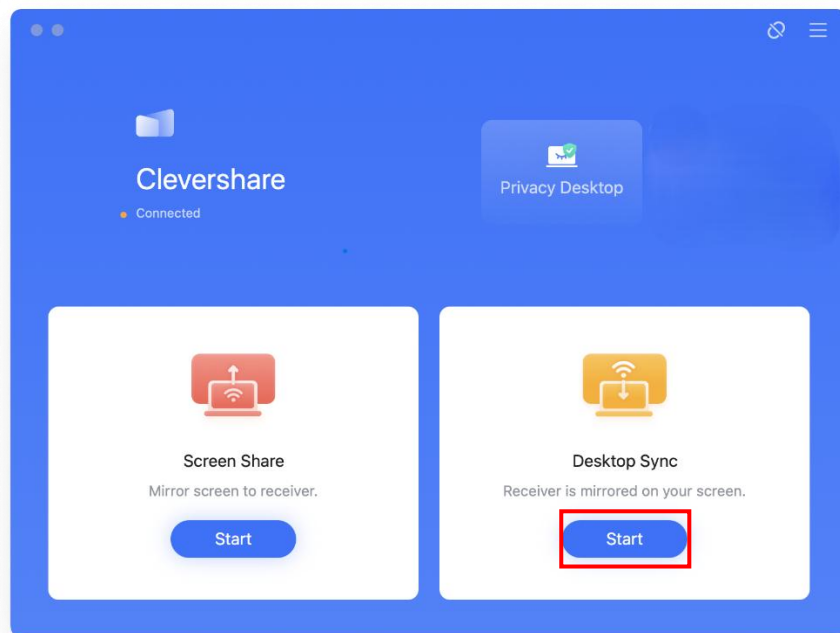 Clevershare
Connected
Privacy Desktop
Screen Share
Mirror screen to receiver.
Start
Desktop Sync
Receiver is mirrored on your screen.
Start